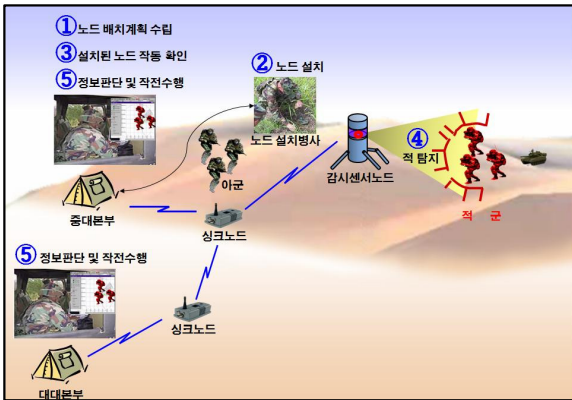 ① 노드 배치계획 수립
③ 설치된 노드 작동 확인
⑤ 정보판단 및 작전수행
② 노드 설치
노드 설치병사
아군
감시센서노드
④
적 탐지
적 군
중대본부
싱크노드
⑤ 정보판단 및 작전수행
싱크노드
대대본부